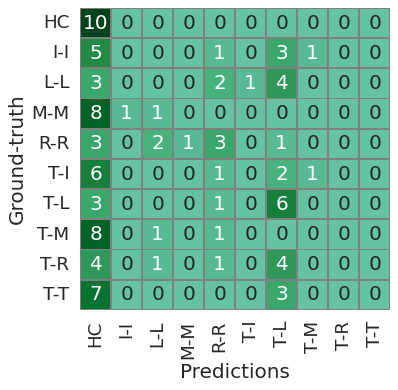 HC 10 0 0 0 0 0 0 0 0 0
I-I 5 0 0 0 1 0 3 1 0 0
L-L 3 0 0 0 2 1 4 0 0 0
M-M 8 1 1 0 0 0 0 0 0 0
R-R 3 0 2 1 3 0 1 0 0 0
T-I 6 0 0 0 1 0 2 1 0 0
T-L 3 0 0 0 1 0 6 0 0 0
T-M 8 0 1 0 1 0 0 0 0 0
T-R 4 0 1 0 1 0 4 0 0 0
T-T 7 0 0 0 0 0 3 0 0 0
HC I-I L-L M-M R-R T-I T-L T-M T-R T-T
Predictions
Ground-truth